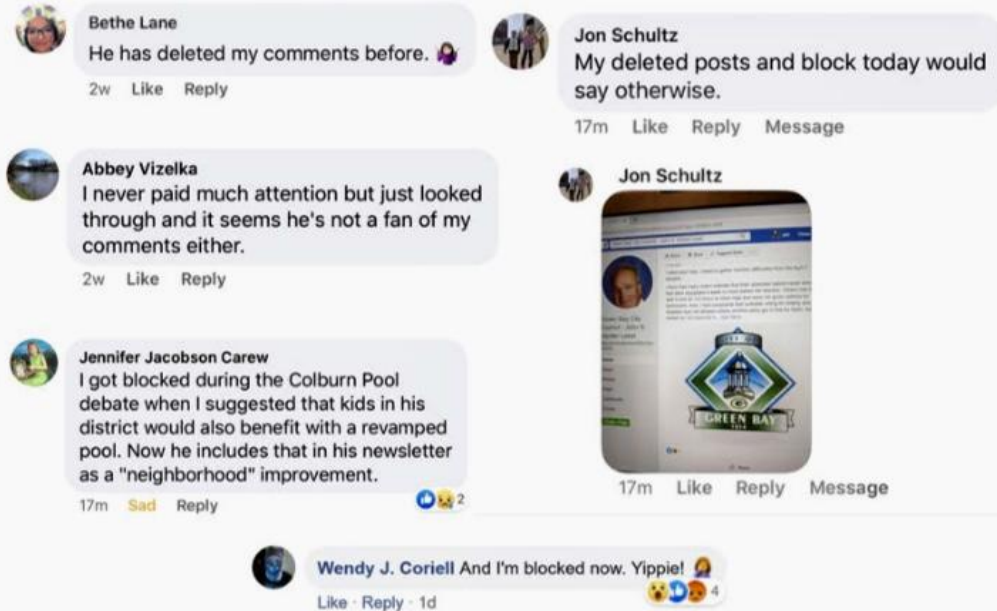 Bethe Lane
He has deleted my comments before.
2w Like Reply
Abbey Vizelka
I never paid much attention but just looked
through and it seems he's not a fan of my
comments either.
2w Like Reply
Jennifer Jacobson Carew
I got blocked during the Colburn Pool
debate when I suggested that kids in his
district would also benefit with a revamped
pool. Now he includes that in his newsletter
as a "neighborhood" improvement.
17m Sad Reply
2
Jon Schultz
My deleted posts and block today would
say otherwise.
17m Like Reply Message
Jon Schultz
GREEN BAY
17m Like Reply Message
Wendy J. Coriell And I'm blocked now. Yippie!
4
Like · Reply · 1d